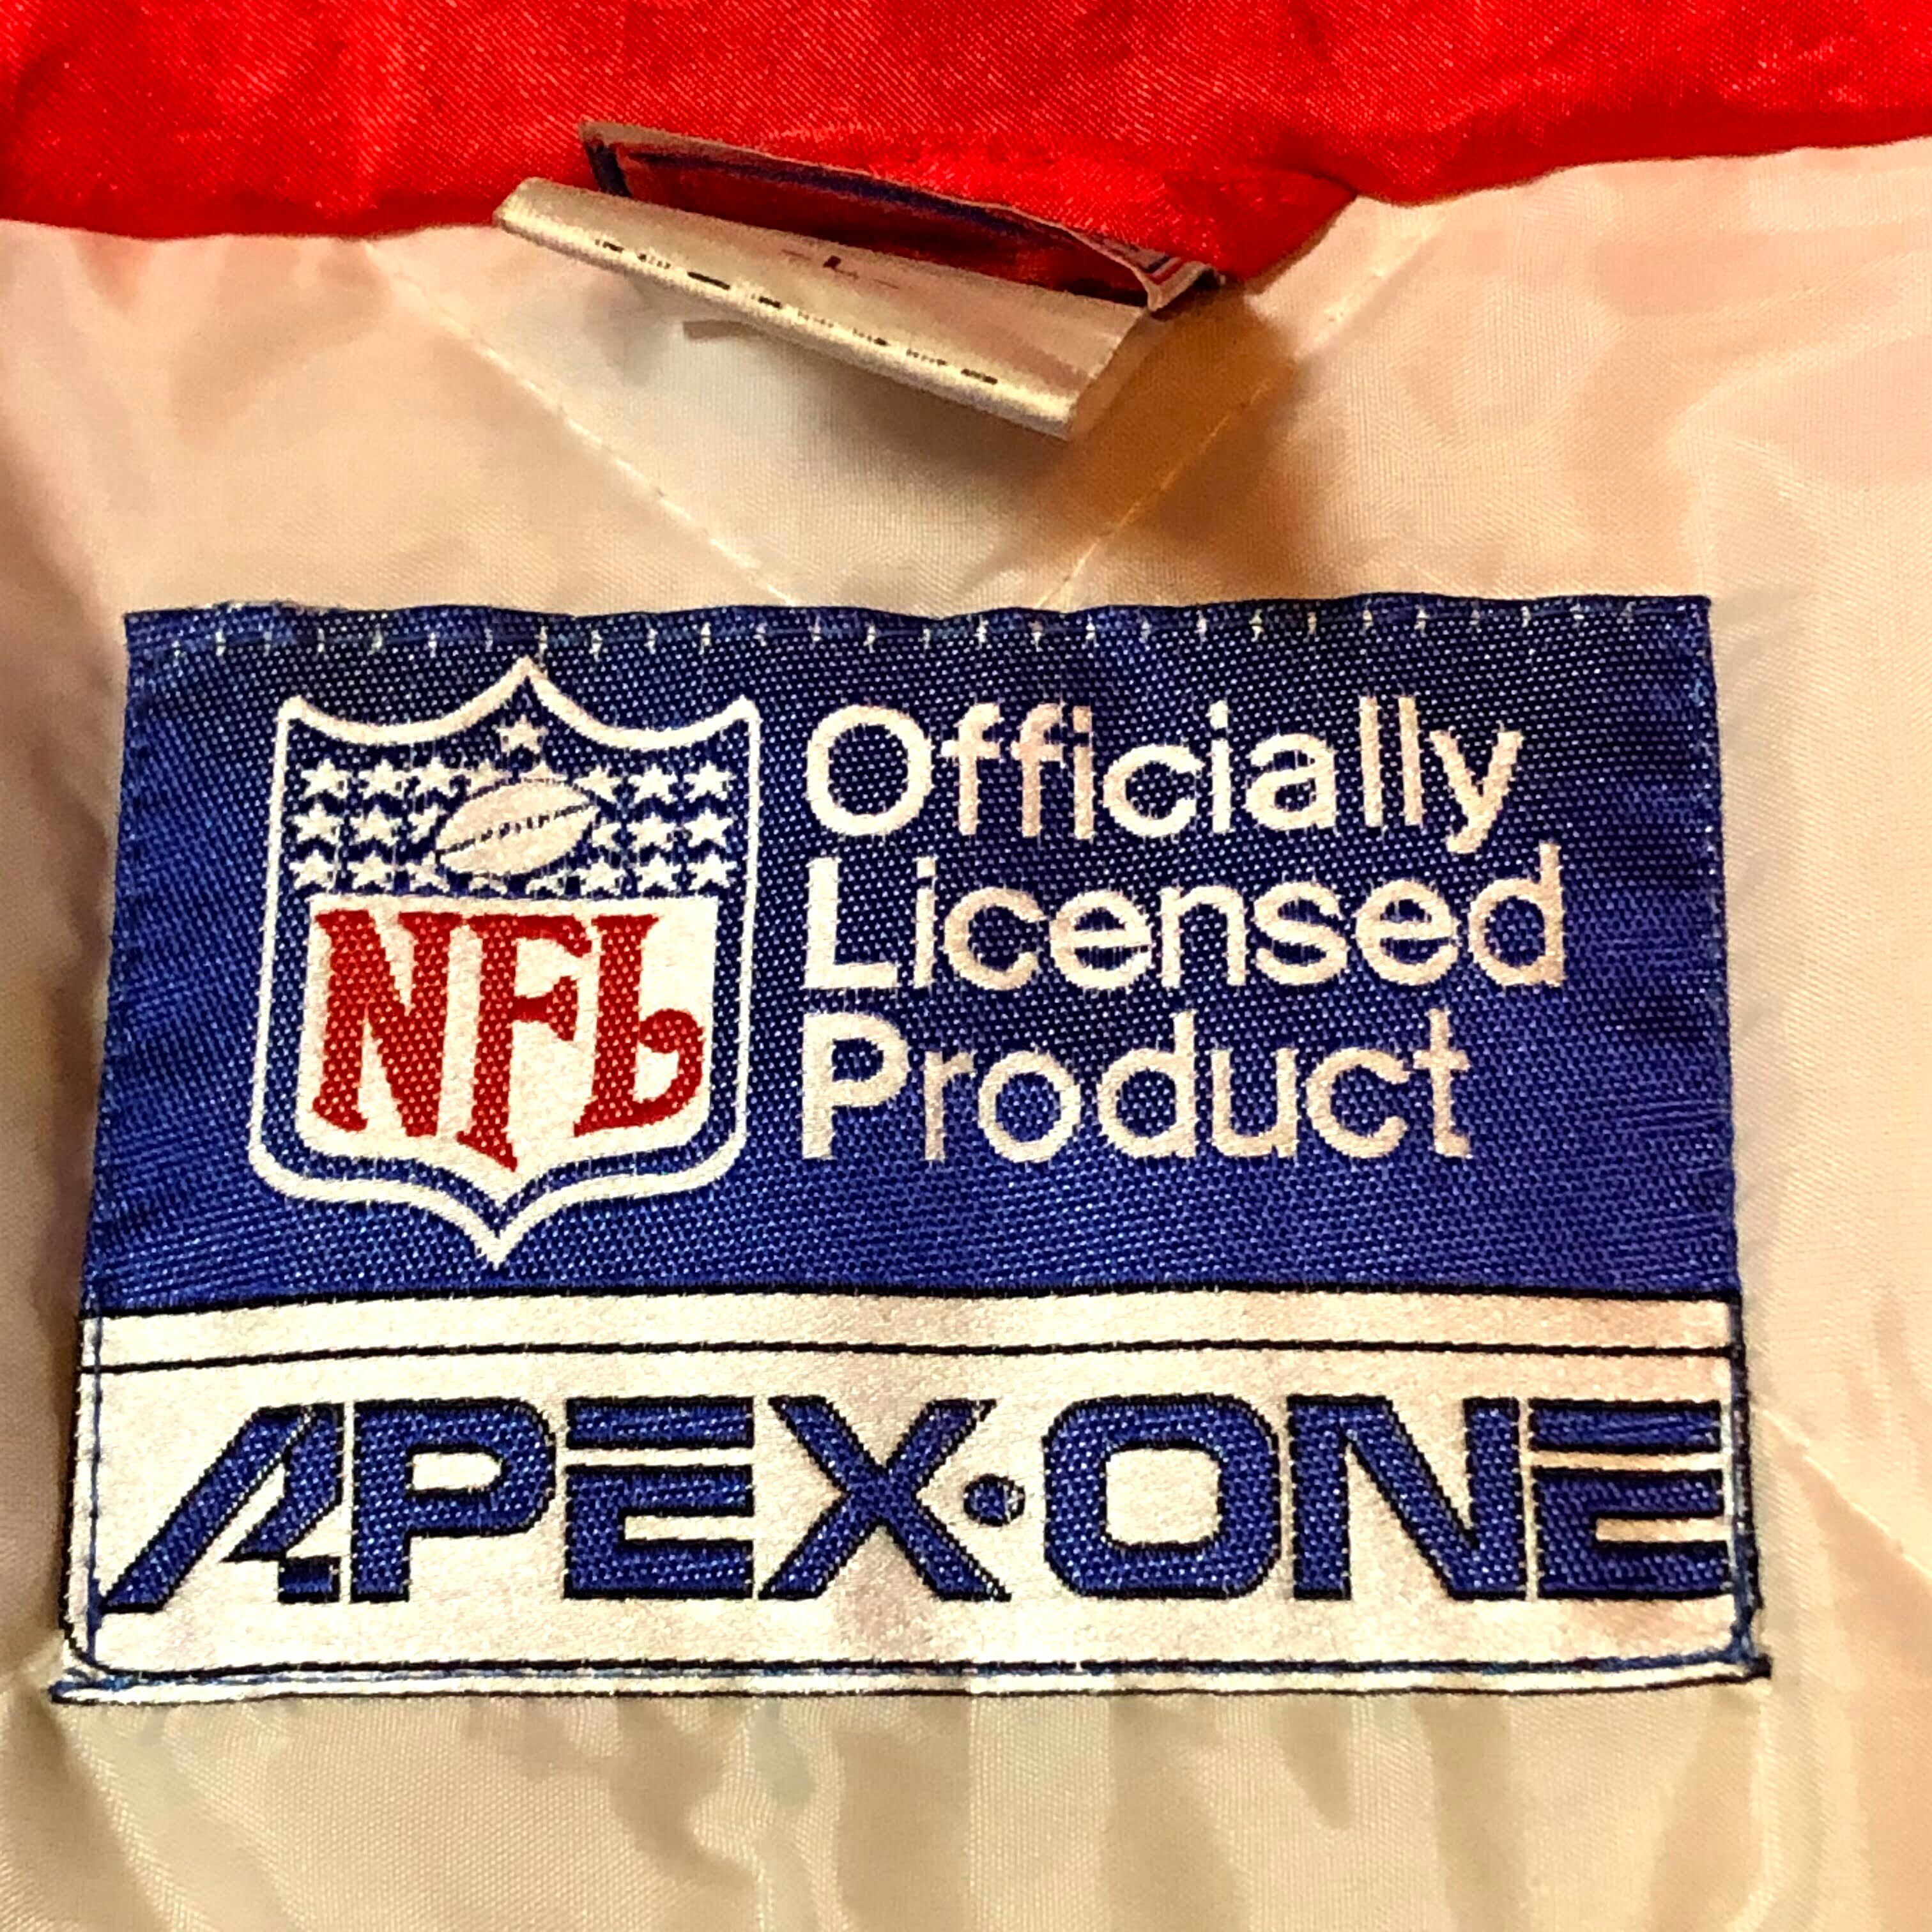 L
NFL
Officially
Licensed
Product
APEX·ONE